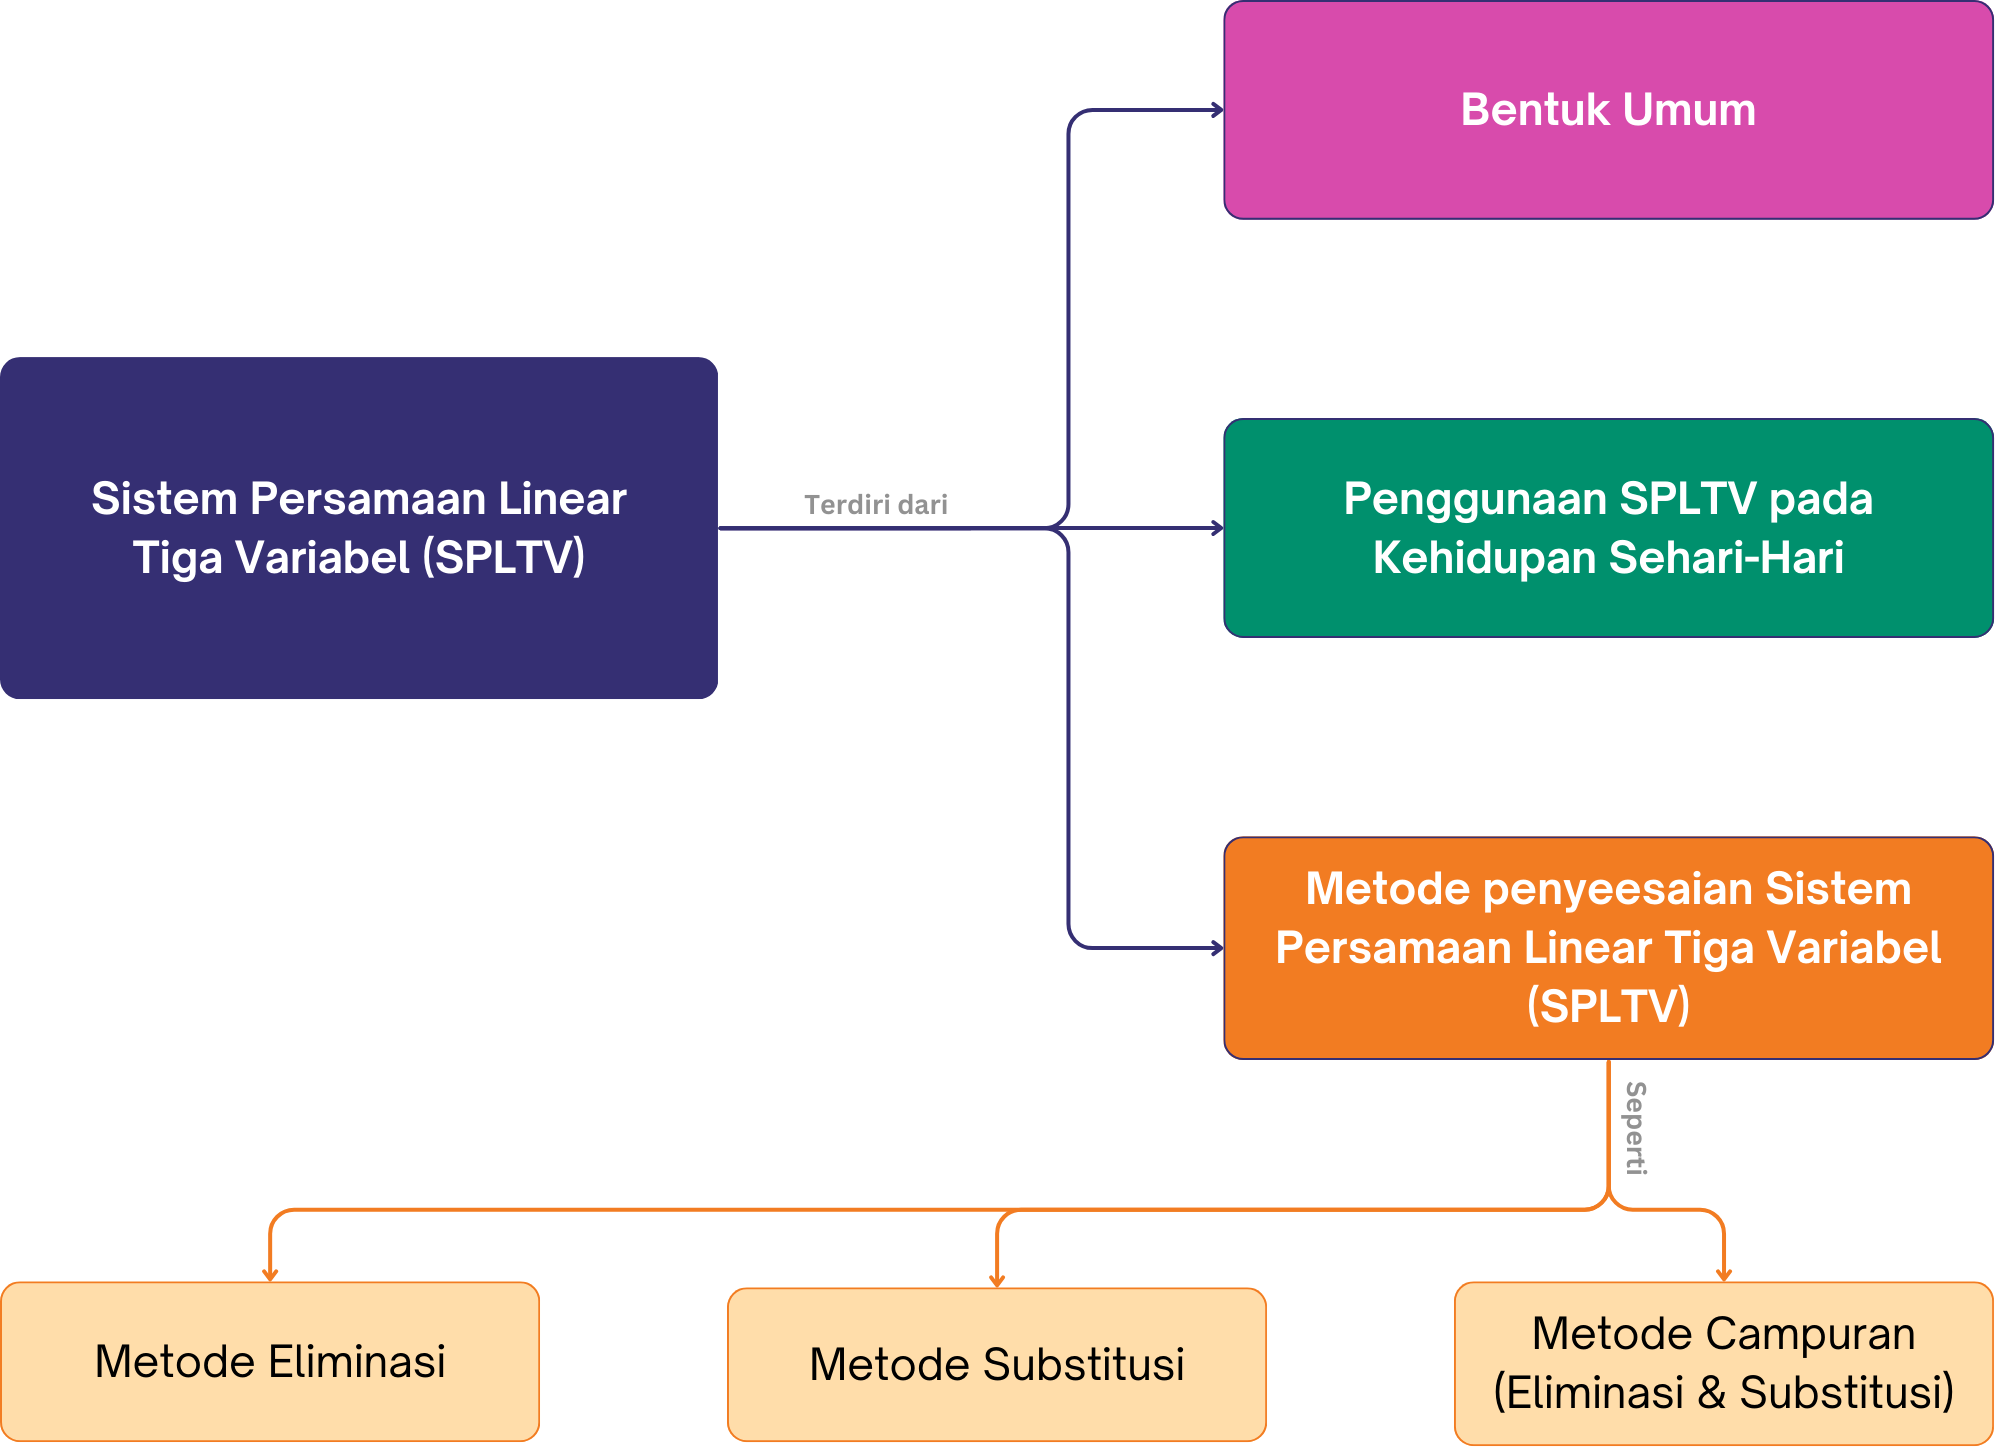 Bentuk Umum
Sistem Persamaan Linear
Tiga Variabel (SPLTV)
Terdiri dari
Penggunaan SPLTV pada
Kehidupan Sehari-Hari
Metode penyeesaian Sistem
Persamaan Linear Tiga Variabel
(SPLTV)
Seperti
Metode Eliminasi
Metode Substitusi
Metode Campuran
(Eliminasi & Substitusi)